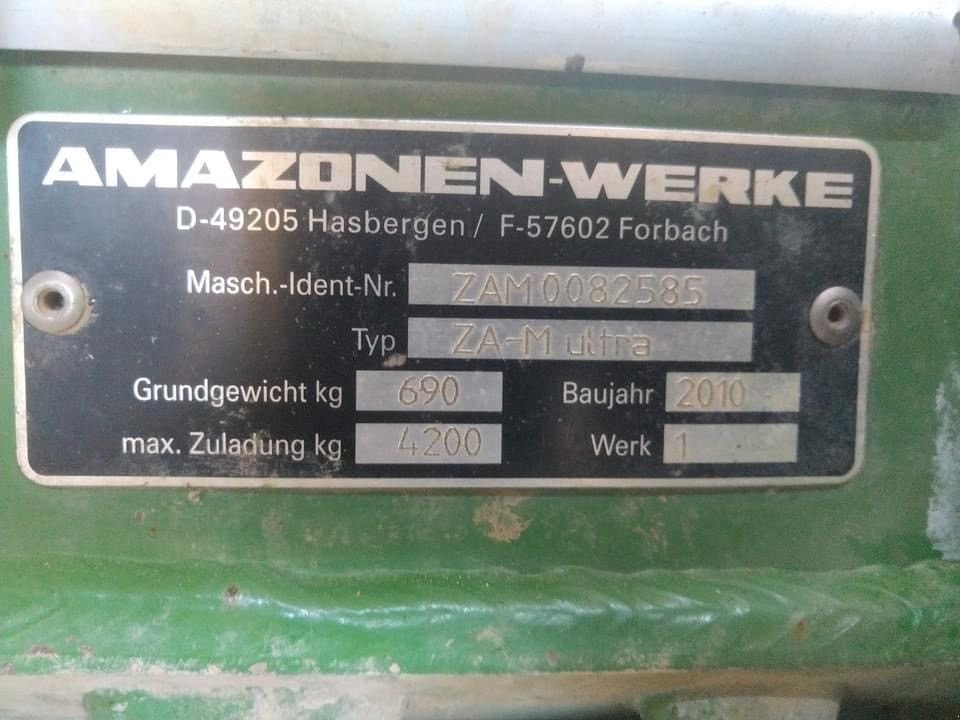 AMAZONEN-WERKE
D-49205 Hasbergen / F-57602 Forbach
Masch.-Ident-Nr. ZAM0082585
Typ ZA-M ultra
Grundgewicht kg 690 Baujahr 2010
max. Zuladung kg 4200 Werk 1